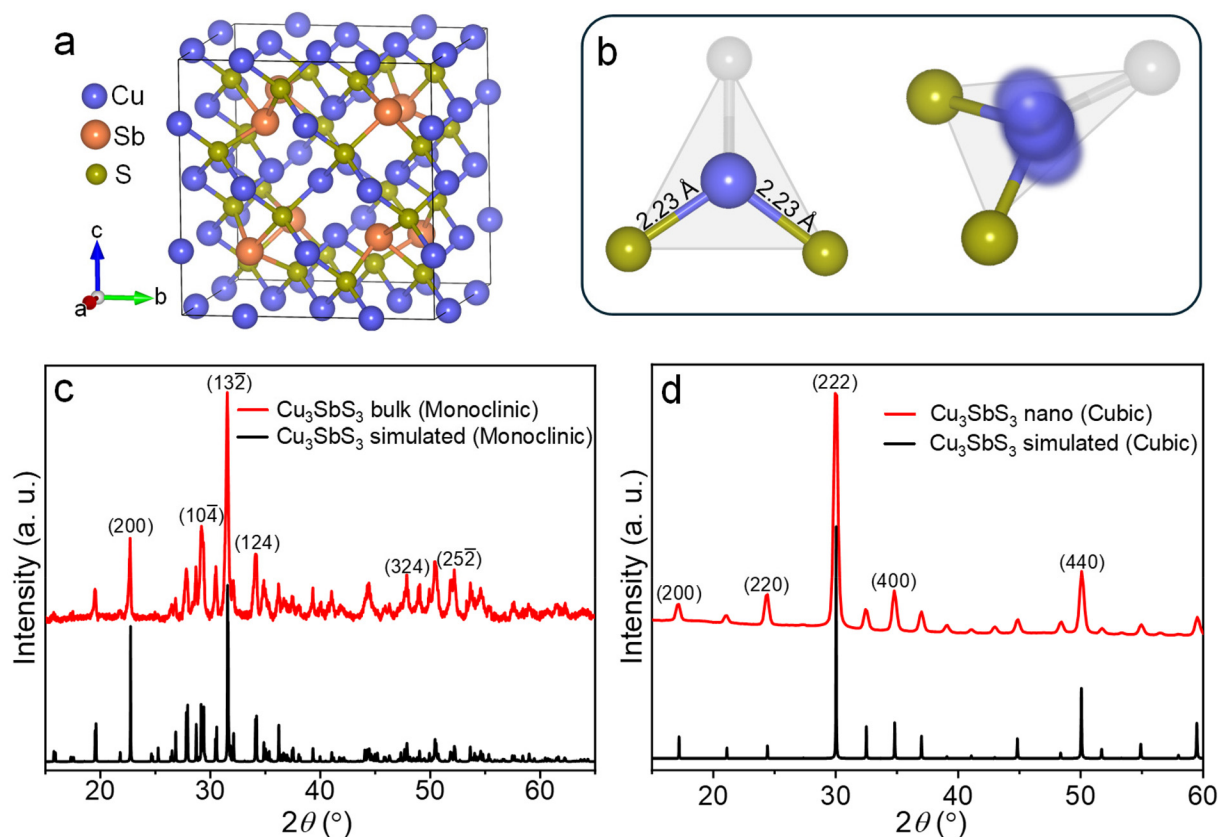 a
Cu
Sb
S
c
a
b
b
2.23 Å
2.23 Å
c
(132̄)
Cu₃SbS₃ bulk (Monoclinic)
Cu₃SbS₃ simulated (Monoclinic)
(104̄)
(200)
(124)
(324)
(252̄)
Intensity (a. u.)
20
30
40
50
60
2θ (°)
d
(222)
Cu₃SbS₃ nano (Cubic)
Cu₃SbS₃ simulated (Cubic)
(200)
(220)
(400)
(440)
Intensity (a. u.)
20
30
40
50
60
2θ (°)